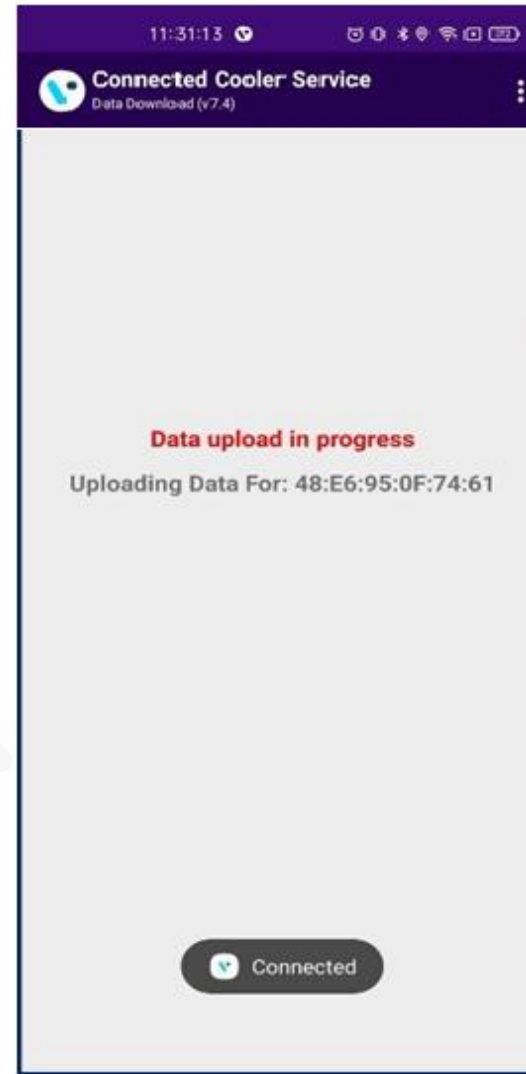 11:31:13
Connected Cooler Service
Data Download (v7.4)
Data upload in progress
Uploading Data For: 48:E6:95:0F:74:61
Connected